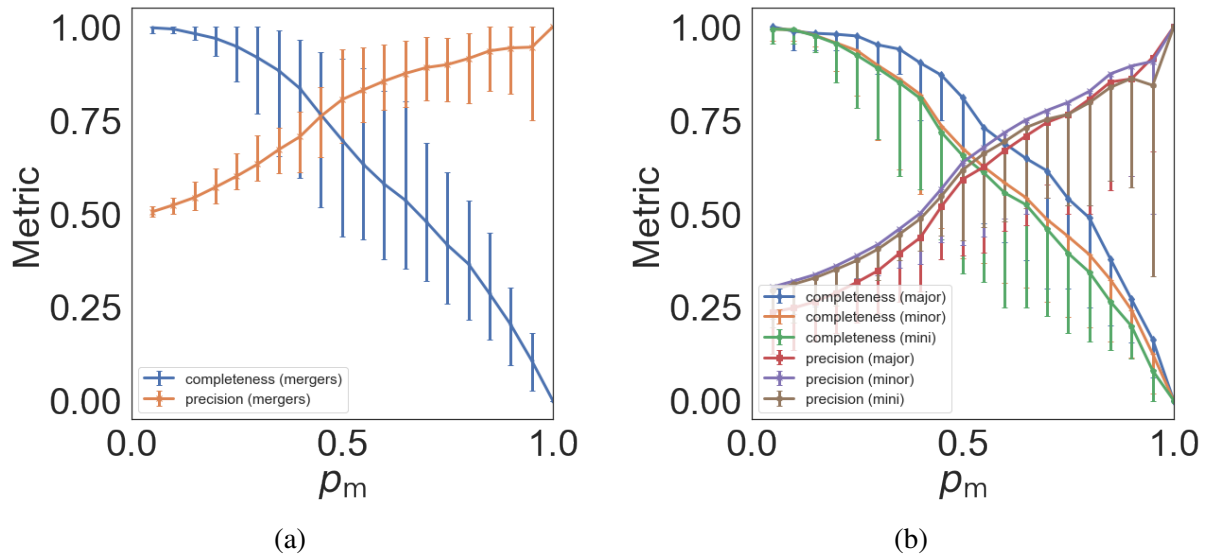 1.00
0.75
0.50
0.25
0.00
Metric
completeness (mergers)
precision (mergers)
0.0 0.5 1.0
pm
(a)
1.00
0.75
0.50
0.25
0.00
Metric
completeness (major)
completeness (minor)
completeness (mini)
precision (major)
precision (minor)
precision (mini)
0.0 0.5 1.0
pm
(b)